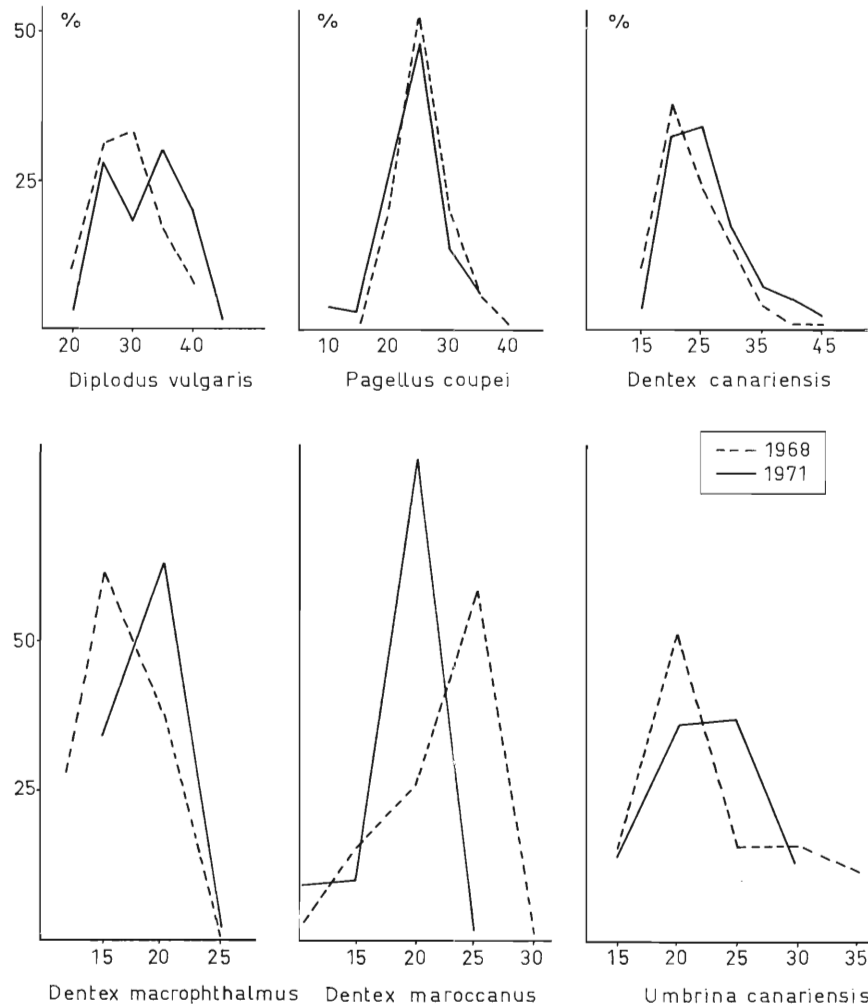 50
25
%
20 30 40
Diplodus vulgaris
%
10 20 30 40
Pagellus coupei
%
15 25 35 45
Dentex canariensis
1968
1971
50
25
15 20 25
Dentex macrophthalmus
15 20 25 30
Dentex maroccanus
15 20 25 30 35
Umbrina canariensis